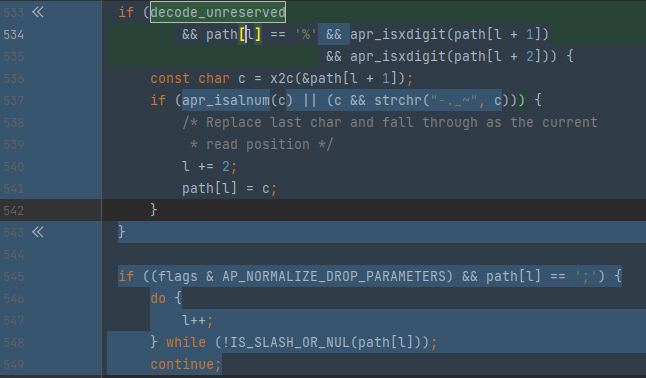 533 if (decode_unreserved
534 && path[l] == '%' && apr_isxdigit(path[l + 1])
535 && apr_isxdigit(path[l + 2])) {
536 const char c = x2c(&path[l + 1]);
537 if (apr_isalnum(c) || (c && strchr("-._~", c))) {
538 /* Replace last char and fall through as the current
539 * read position */
540 l += 2;
541 path[l] = c;
542 }
543 }
544
545 if ((flags & AP_NORMALIZE_DROP_PARAMETERS) && path[l] == ';') {
546 do {
547 l++;
548 } while (!IS_SLASH_OR_NUL(path[l]));
549 continue;